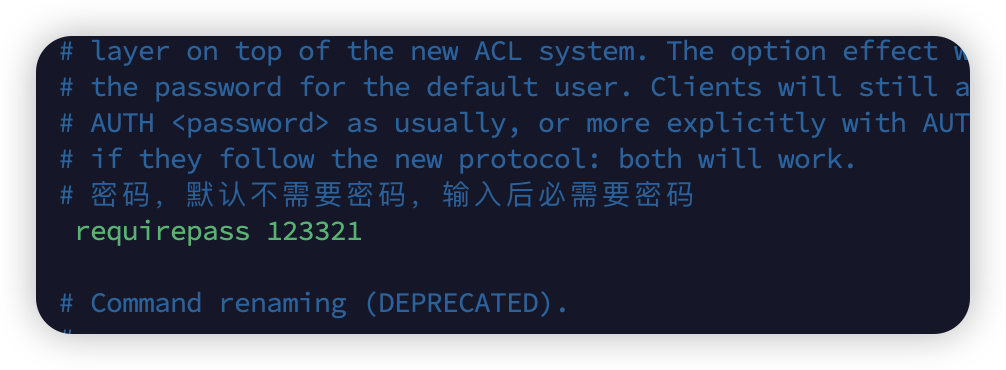 # layer on top of the new ACL system. The option effect
# the password for the default user. Clients will still
# AUTH <password> as usually, or more explicitly with
# if they follow the new protocol: both will work.
# 密码，默认不需要密码，输入后必需要密码
requirepass 123321
# Command renaming (DEPRECATED).